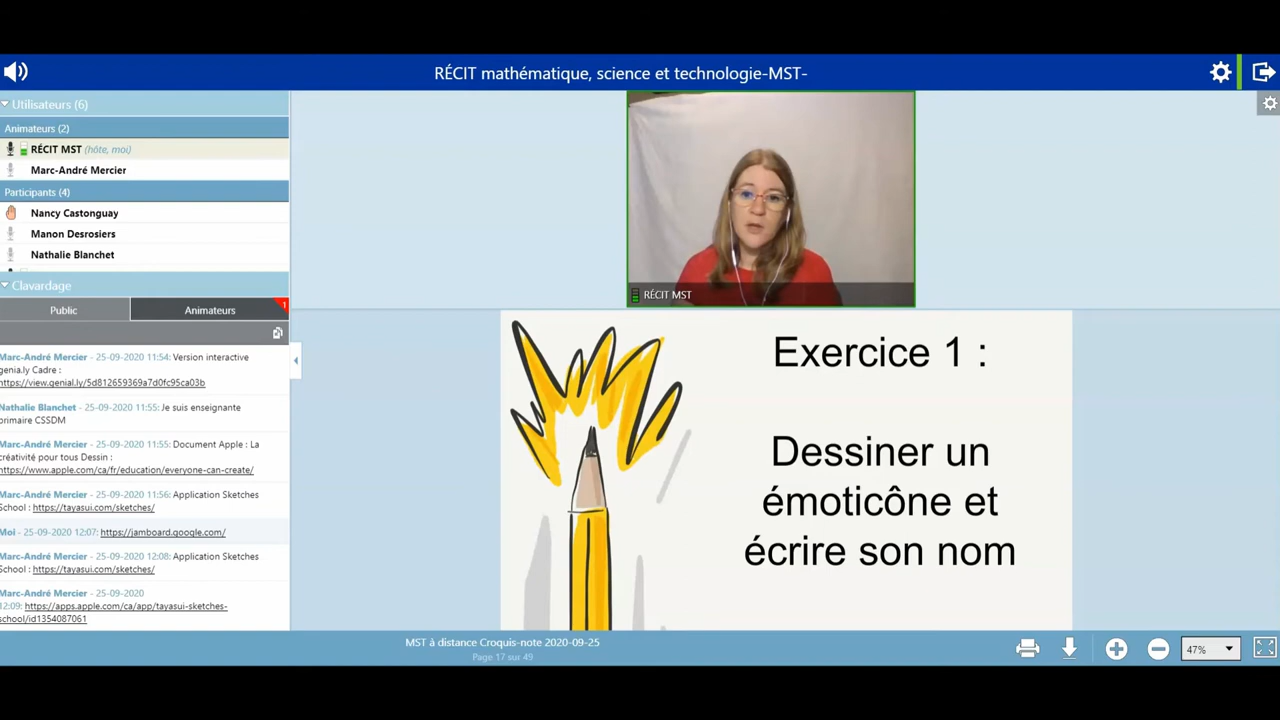 RÉCIT mathématique, science et technologie-MST-
Utilisateurs (6)
Animateurs (2)
RÉCIT MST (hôte, moi)
Marc-André Mercier
Participants (4)
Nancy Castonguay
Manon Desrosiers
Nathalie Blanchet
Clavardage
1
Public
Animateurs
Marc-André Mercier - 25-09-2020 11:54: Version interactive
genia.ly Cadre :
https://view.genial.ly/5d812659369a7d0fc95ca03b
Nathalie Blanchet - 25-09-2020 11:55: Je suis enseignante
primaire CSSDM
Marc-André Mercier - 25-09-2020 11:55: Document Apple : La
créativité pour tous Dessin :
https://www.apple.com/ca/fr/education/everyone-can-create/
Marc-André Mercier - 25-09-2020 11:56: Application Sketches
School : https://tayasui.com/sketches/
Moi - 25-09-2020 12:07: https://jamboard.google.com/
Marc-André Mercier - 25-09-2020 12:08: Application Sketches
School : https://tayasui.com/sketches/
Marc-André Mercier - 25-09-2020
12:09: https://apps.apple.com/ca/app/tayasui-sketches-
school/id1354087061
RÉCIT MST
Exercice 1 :
Dessiner un
émoticône et
écrire son nom
MST à distance Croquis-note 2020-09-25
Page 17 sur 49
47%